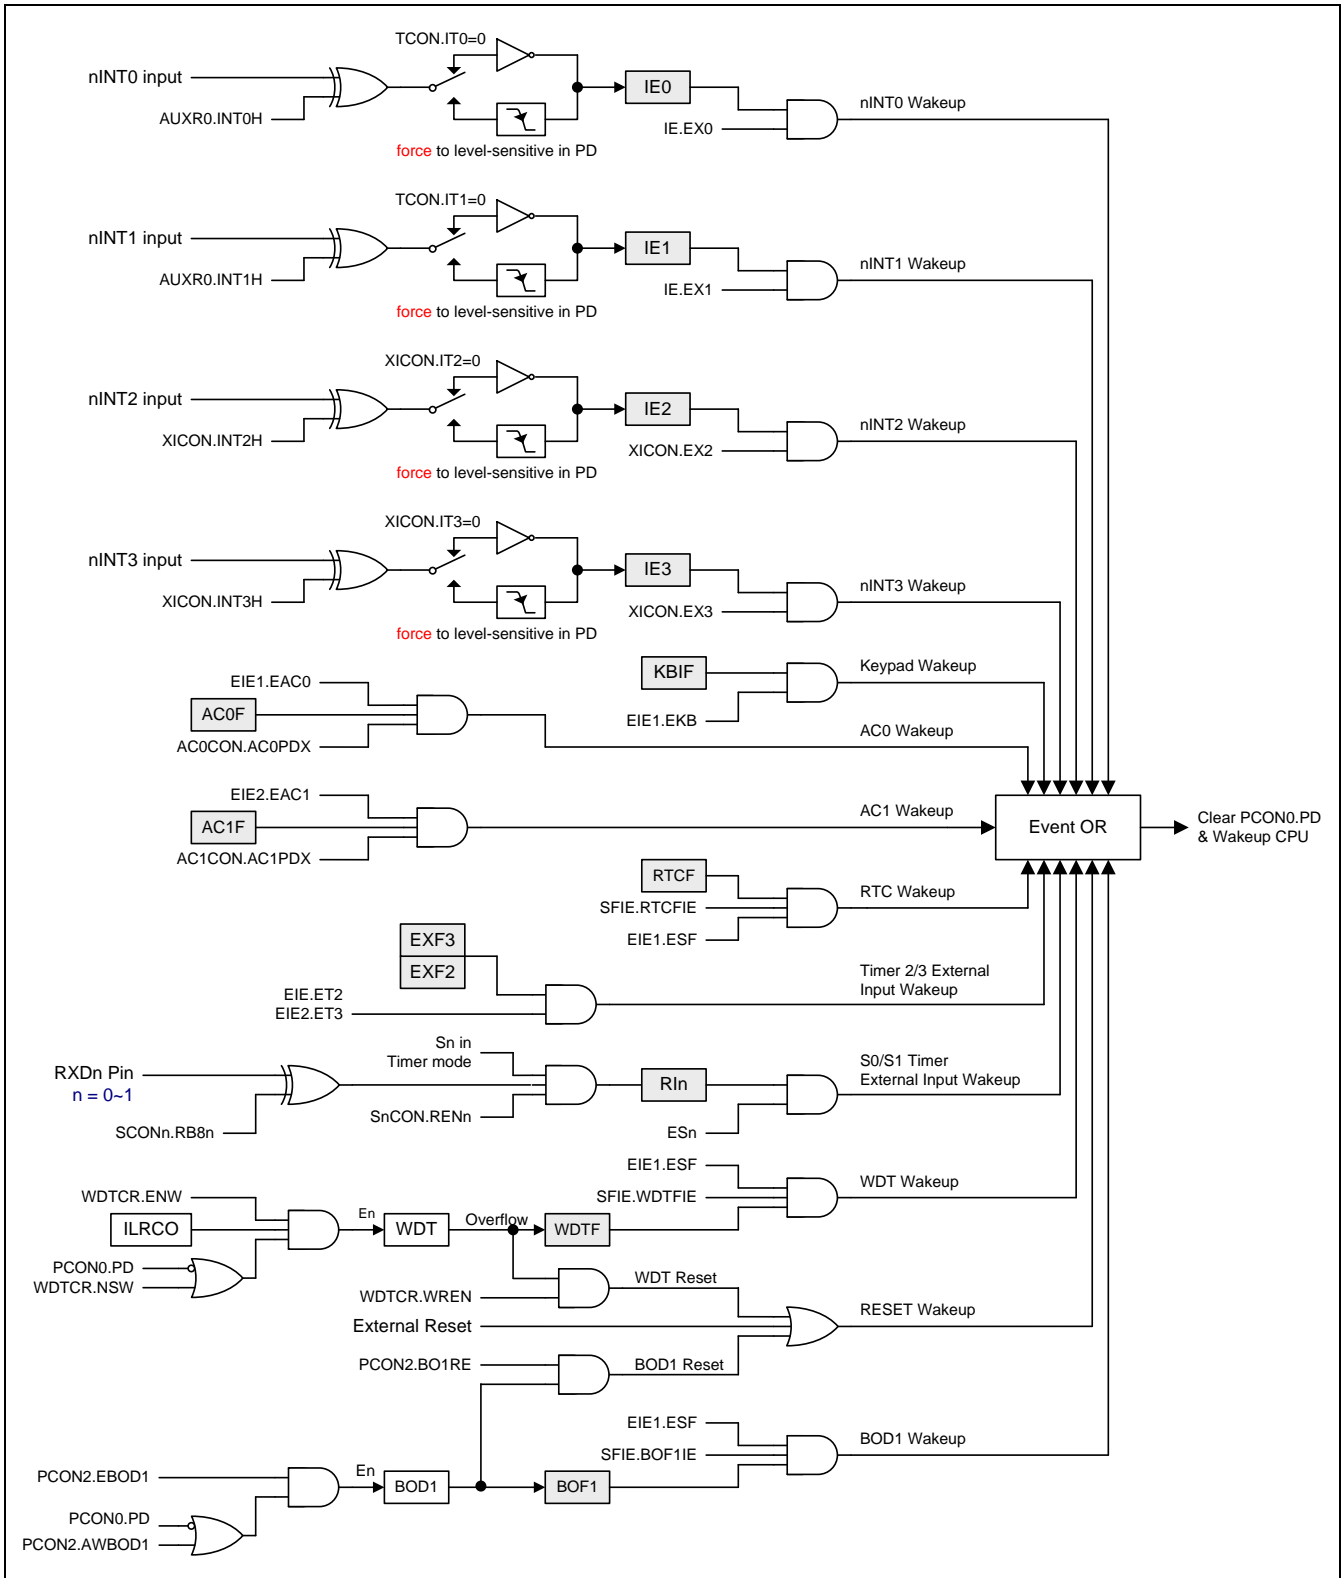 TCON.IT0=0
nINT0 input
AUXR0.INT0H
force to level-sensitive in PD
IE0
IE.EX0
nINT0 Wakeup
TCON.IT1=0
nINT1 input
AUXR0.INT1H
force to level-sensitive in PD
IE1
IE.EX1
nINT1 Wakeup
XICON.IT2=0
nINT2 input
XICON.INT2H
force to level-sensitive in PD
IE2
XICON.EX2
nINT2 Wakeup
XICON.IT3=0
nINT3 input
XICON.INT3H
force to level-sensitive in PD
IE3
XICON.EX3
nINT3 Wakeup
KBIF
EIE1.EKB
Keypad Wakeup
EIE1.EAC0
AC0F
AC0CON.AC0PDX
AC0 Wakeup
EIE2.EAC1
AC1F
AC1CON.AC1PDX
AC1 Wakeup
Event OR
Clear PCON0.PD
& Wakeup CPU
RTCF
SFIE.RTCFIE
EIE1.ESF
RTC Wakeup
EXF3
EXF2
EIE.ET2
EIE2.ET3
Timer 2/3 External
Input Wakeup
Sn in
Timer mode
RXDn Pin
n = 0~1
SCONn.RB8n
SnCON.RENn
RIn
ESn
S0/S1 Timer
External Input Wakeup
EIE1.ESF
SFIE.WDTFIE
WDT Wakeup
WDTCR.ENW
ILRCO
PCON0.PD
WDTCR.NSW
En
WDT
Overflow
WDTF
WDTCR.WREN
WDT Reset
External Reset
RESET Wakeup
PCON2.BO1RE
BOD1 Reset
EIE1.ESF
SFIE.BOF1IE
BOD1 Wakeup
PCON2.EBOD1
PCON0.PD
PCON2.AWBOD1
En
BOD1
BOF1